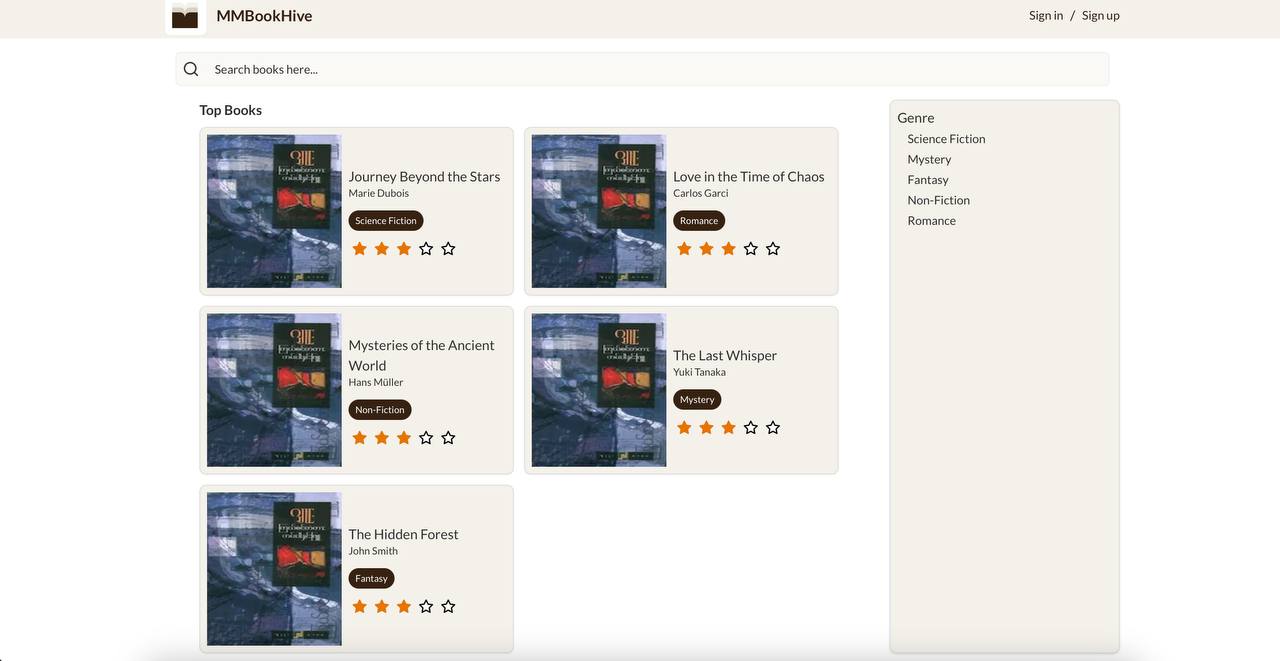 MMBookHive
Sign in / Sign up
Search books here...
Top Books
Journey Beyond the Stars
Marie Dubois
Science Fiction
Love in the Time of Chaos
Carlos Garci
Romance
Mysteries of the Ancient
World
Hans Müller
Non-Fiction
The Last Whisper
Yuki Tanaka
Mystery
The Hidden Forest
John Smith
Fantasy
Genre
Science Fiction
Mystery
Fantasy
Non-Fiction
Romance